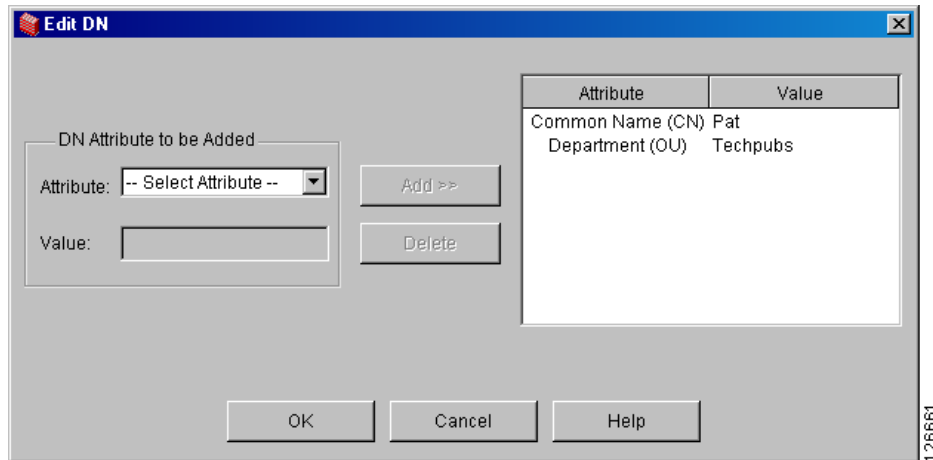 Edit DN
Attribute Value
Common Name (CN) Pat
Department (OU) Techpubs
DN Attribute to be Added
Attribute: -- Select Attribute --
Value:
Add >>
Delete
OK Cancel Help
126661